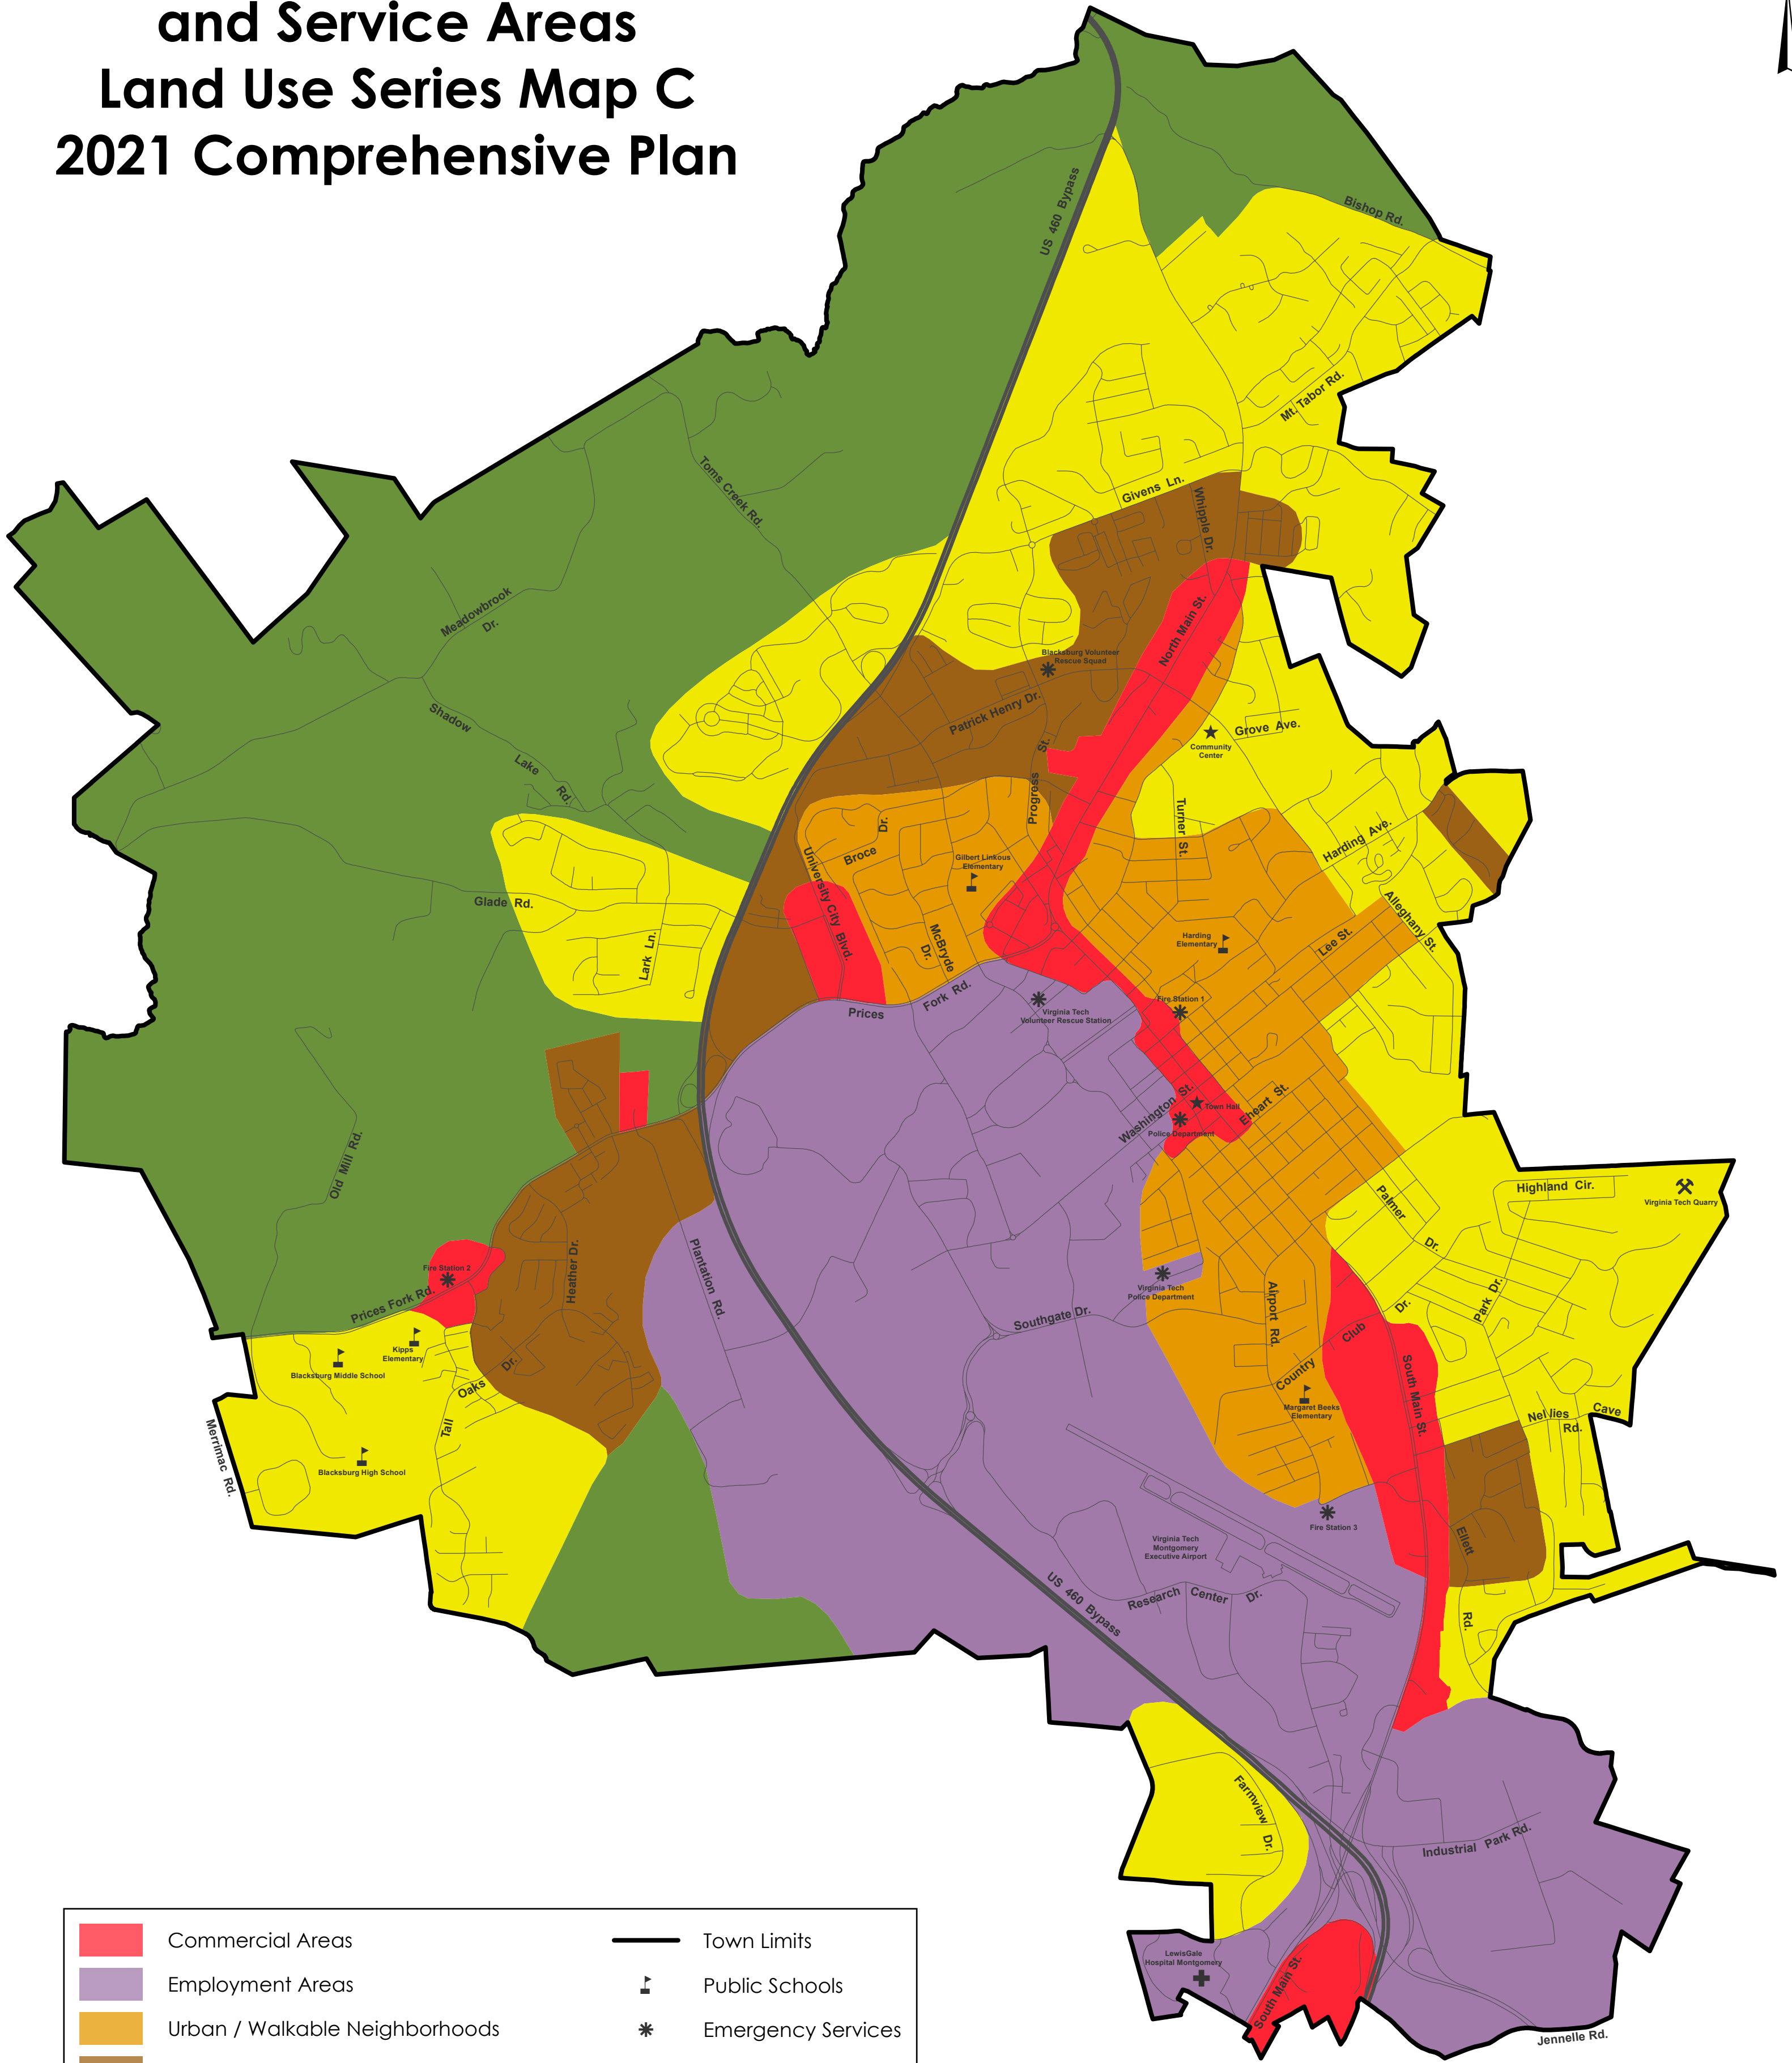 and Service Areas
Land Use Series Map C
2021 Comprehensive Plan
US 460 Bypass
Bishop Rd.
Mt. Tabor Rd.
Toms Creek Rd.
Givens Ln.
Whipple Dr.
Meadowbrook
Dr.
North Main St.
Blacksburg Volunteer
Rescue Squad
Patrick Henry Dr.
Shadow
Lake
Rd.
Grove Ave.
Community
Center
Progress
St.
Turner St.
Harding Ave.
Broce
Dr.
University City Blvd.
Gilbert Linkous
Elementary
McBryde
Dr.
Glade Rd.
Lark Ln.
Harding
Elementary
Lee St.
Alleghany St.
Prices
Fork Rd.
Virginia Tech
Volunteer Rescue Station
Fire Station 1
Washington St.
Town Hall
Police Department
Eheart St.
Old Mill Rd.
Palmer
Dr.
Highland Cir.
Virginia Tech Quarry
Heather Dr.
Plantation Rd.
Fire Station 2
Prices Fork Rd.
Virginia Tech
Police Department
Southgate Dr.
Airport Rd.
Country
Club
Dr.
Park Dr.
Kipps
Elementary
Blacksburg Middle School
Tall
Oaks
Dr.
Merrimac Rd.
Blacksburg High School
Margaret Beeks
Elementary
South Main St.
Nellies
Cave
Rd.
Fire Station 3
Ellett
Rd.
Virginia Tech
Montgomery
Executive Airport
Research
Center
Dr.
US 460 Bypass
Farmview
Dr.
Industrial Park Rd.
LewisGale
Hospital Montgomery
South Main St.
Jennelle Rd.
Commercial Areas
Employment Areas
Urban / Walkable Neighborhoods
Town Limits
Public Schools
Emergency Services